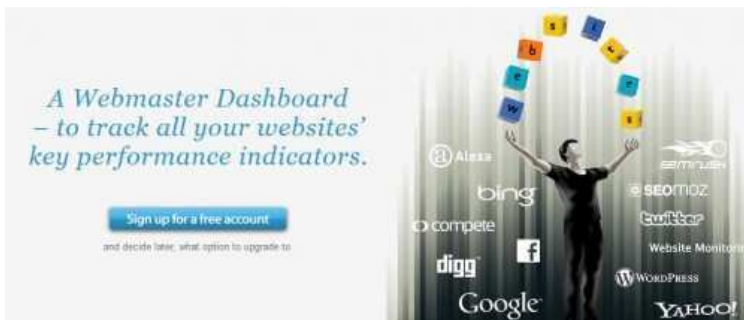 A Webmaster Dashboard
– to track all your websites'
key performance indicators.
Sign up for a free account
and decide later, what option to upgrade to
w e b s i t e s
Alexa
bing
compete
digg
Google
SEMRUSH
SEOmoz
twitter
Website Monitorin
WORDPRESS
YAHOO!